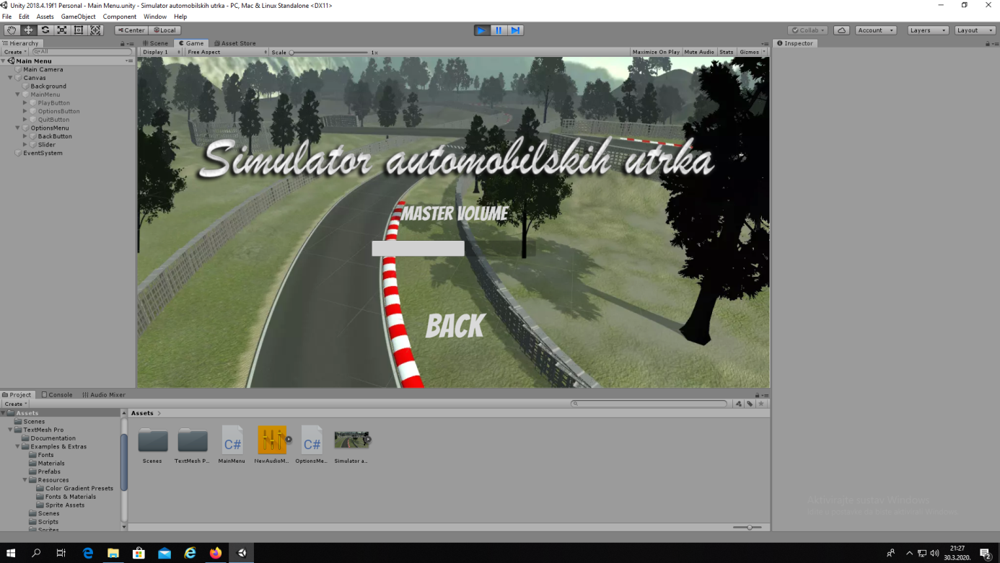 Unity 2018.4.19f1 Personal - Main Menu.unity - Simulator automobilskih utrka - PC, Mac & Linux Standalone <DX11>
File Edit Assets GameObject Component Window Help
Center Local Collab Account Layers Layout
Hierarchy Scene Game Asset Store Inspector
Create All Display 1 Free Aspect Scale 1x Maximize On Play Mute Audio Stats Gizmos
Main Menu
Main Camera
Canvas
Background
MainMenu
PlayButton
OptionsButton
QuitButton
OptionsMenu
BackButton
Slider
EventSystem
Simulator automobilskih utrka
MASTER VOLUME
BACK
Project Console Audio Mixer
Create
Assets
Scenes
TextMesh Pro
Documentation
Examples & Extras
Fonts
Materials
Prefabs
Resources
Color Gradient Presets
Fonts & Materials
Sprite Assets
Scenes
Scripts
Sprites
Assets
C# C#
Scenes TextMesh P... MainMenu NewAudioM... OptionsMe... Simulator a...
Aktivirajte sustav Windows
21:27
30.3.2020.
2